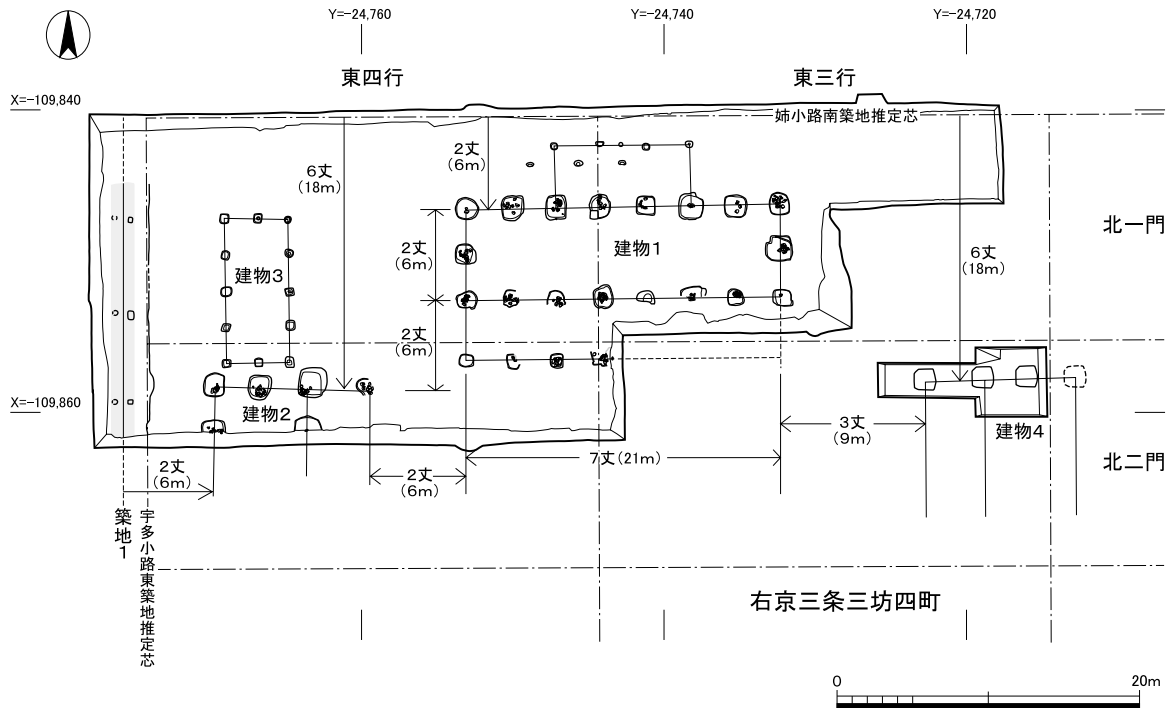 Y=-24,760
Y=-24,740
Y=-24,720
東四行
東三行
X=-109,840
姉小路南築地推定芯
2丈
(6m)
6丈
(18m)
北一門
建物1
2丈
(6m)
6丈
(18m)
建物3
2丈
(6m)
X=-109,860
建物2
3丈
(9m)
建物4
7丈(21m)
北二門
2丈
(6m)
2丈
(6m)
築地1
宇多小路東築地推定芯
右京三条三坊四町
0
20m